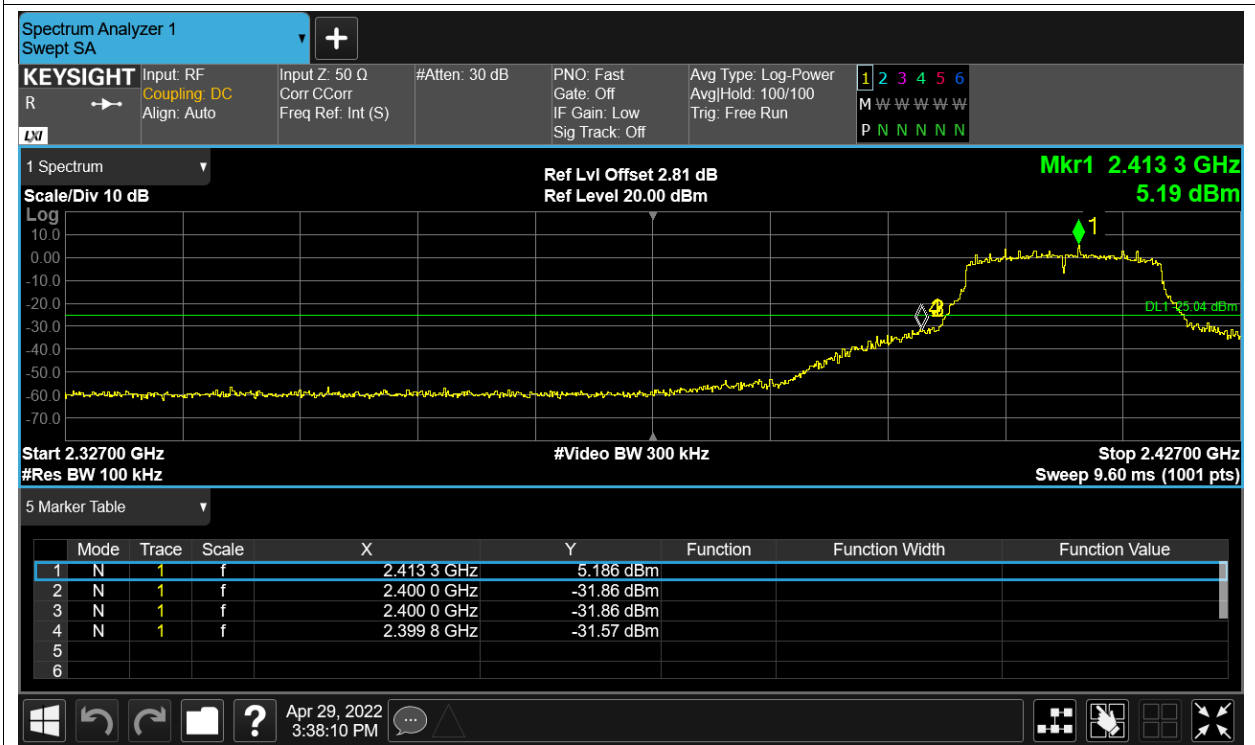 Spectrum Analyzer 1
Swept SA
+
KEYSIGHT Input: RF Input Z: 50 Ω #Atten: 30 dB PNO: Fast Avg Type: Log-Power 1 2 3 4 5 6
R Coupling: DC Corr CCorr Gate: Off Avg|Hold: 100/100 M W W W W W
Align: Auto Freq Ref: Int (S) IF Gain: Low Trig: Free Run
LXI Sig Track: Off P N N N N N
1 Spectrum Ref Lvl Offset 2.81 dB Mkr1 2.413 3 GHz
Scale/Div 10 dB Ref Level 20.00 dBm 5.19 dBm
Log
10.0 1
0.00
-10.0
-20.0 DL1 -25.04 dBm
-30.0
-40.0
-50.0
-60.0
-70.0
Start 2.32700 GHz #Video BW 300 kHz Stop 2.42700 GHz
#Res BW 100 kHz Sweep 9.60 ms (1001 pts)
5 Marker Table
Mode Trace Scale X Y Function Function Width Function Value
1 N 1 f 2.413 3 GHz 5.186 dBm
2 N 1 f 2.400 0 GHz -31.86 dBm
3 N 1 f 2.400 0 GHz -31.86 dBm
4 N 1 f 2.399 8 GHz -31.57 dBm
5
6
? Apr 29, 2022
3:38:10 PM